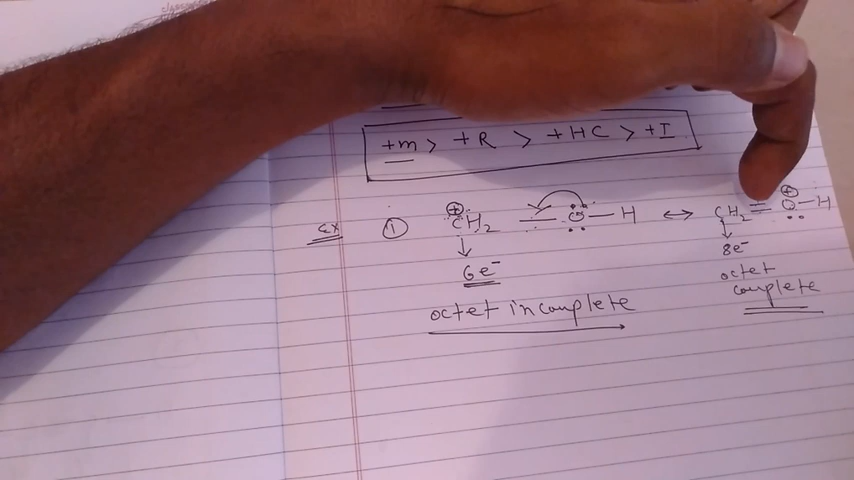 +m > +R > +HC > +I
Ex ① ⊕CH2 — Ö — H ↔ CH2 = O⊕ — H
↓ 6e⁻ ↓ 8e⁻
octet incomplete octet complete